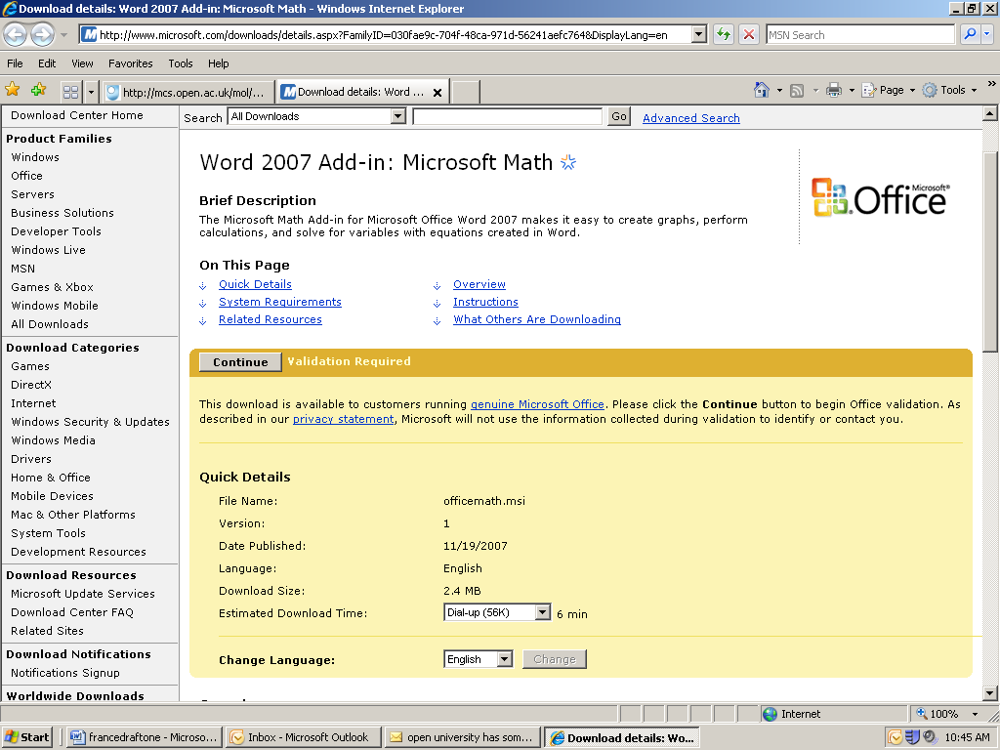 Download details: Word 2007 Add-in: Microsoft Math - Windows Internet Explorer
http://www.microsoft.com/downloads/details.aspx?FamilyID=030fae9c-704f-48ca-971d-56241aefc764&DisplayLang=en
MSN Search
File Edit View Favorites Tools Help
http://mcs.open.ac.uk/mol/... Download details: Word ... Page Tools
Download Center Home
Product Families
Windows
Office
Servers
Business Solutions
Developer Tools
Windows Live
MSN
Games & Xbox
Windows Mobile
All Downloads
Download Categories
Games
DirectX
Internet
Windows Security & Updates
Windows Media
Drivers
Home & Office
Mobile Devices
Mac & Other Platforms
System Tools
Development Resources
Download Resources
Microsoft Update Services
Download Center FAQ
Related Sites
Download Notifications
Notifications Signup
Worldwide Downloads
Search All Downloads Go Advanced Search
Word 2007 Add-in: Microsoft Math
Microsoft®
Office
Brief Description
The Microsoft Math Add-in for Microsoft Office Word 2007 makes it easy to create graphs, perform
calculations, and solve for variables with equations created in Word.
On This Page
Quick Details Overview
System Requirements Instructions
Related Resources What Others Are Downloading
Continue Validation Required
This download is available to customers running genuine Microsoft Office. Please click the Continue button to begin Office validation. As
described in our privacy statement, Microsoft will not use the information collected during validation to identify or contact you.
Quick Details
File Name: officemath.msi
Version: 1
Date Published: 11/19/2007
Language: English
Download Size: 2.4 MB
Estimated Download Time: Dial-up (56K) 6 min
Change Language: English Change
Internet 100%
Start francedraftone - Microso... Inbox - Microsoft Outlook open university has som... Download details: Wo... 10:45 AM